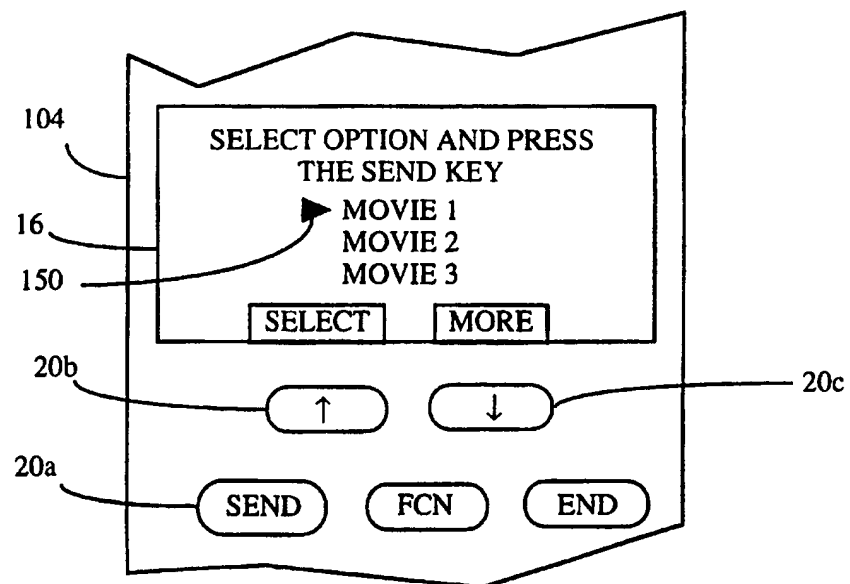 104
SELECT OPTION AND PRESS
THE SEND KEY
16
▶ MOVIE 1
MOVIE 2
150
MOVIE 3
SELECT MORE
20b
↑ ↓
20c
20a
SEND FCN END